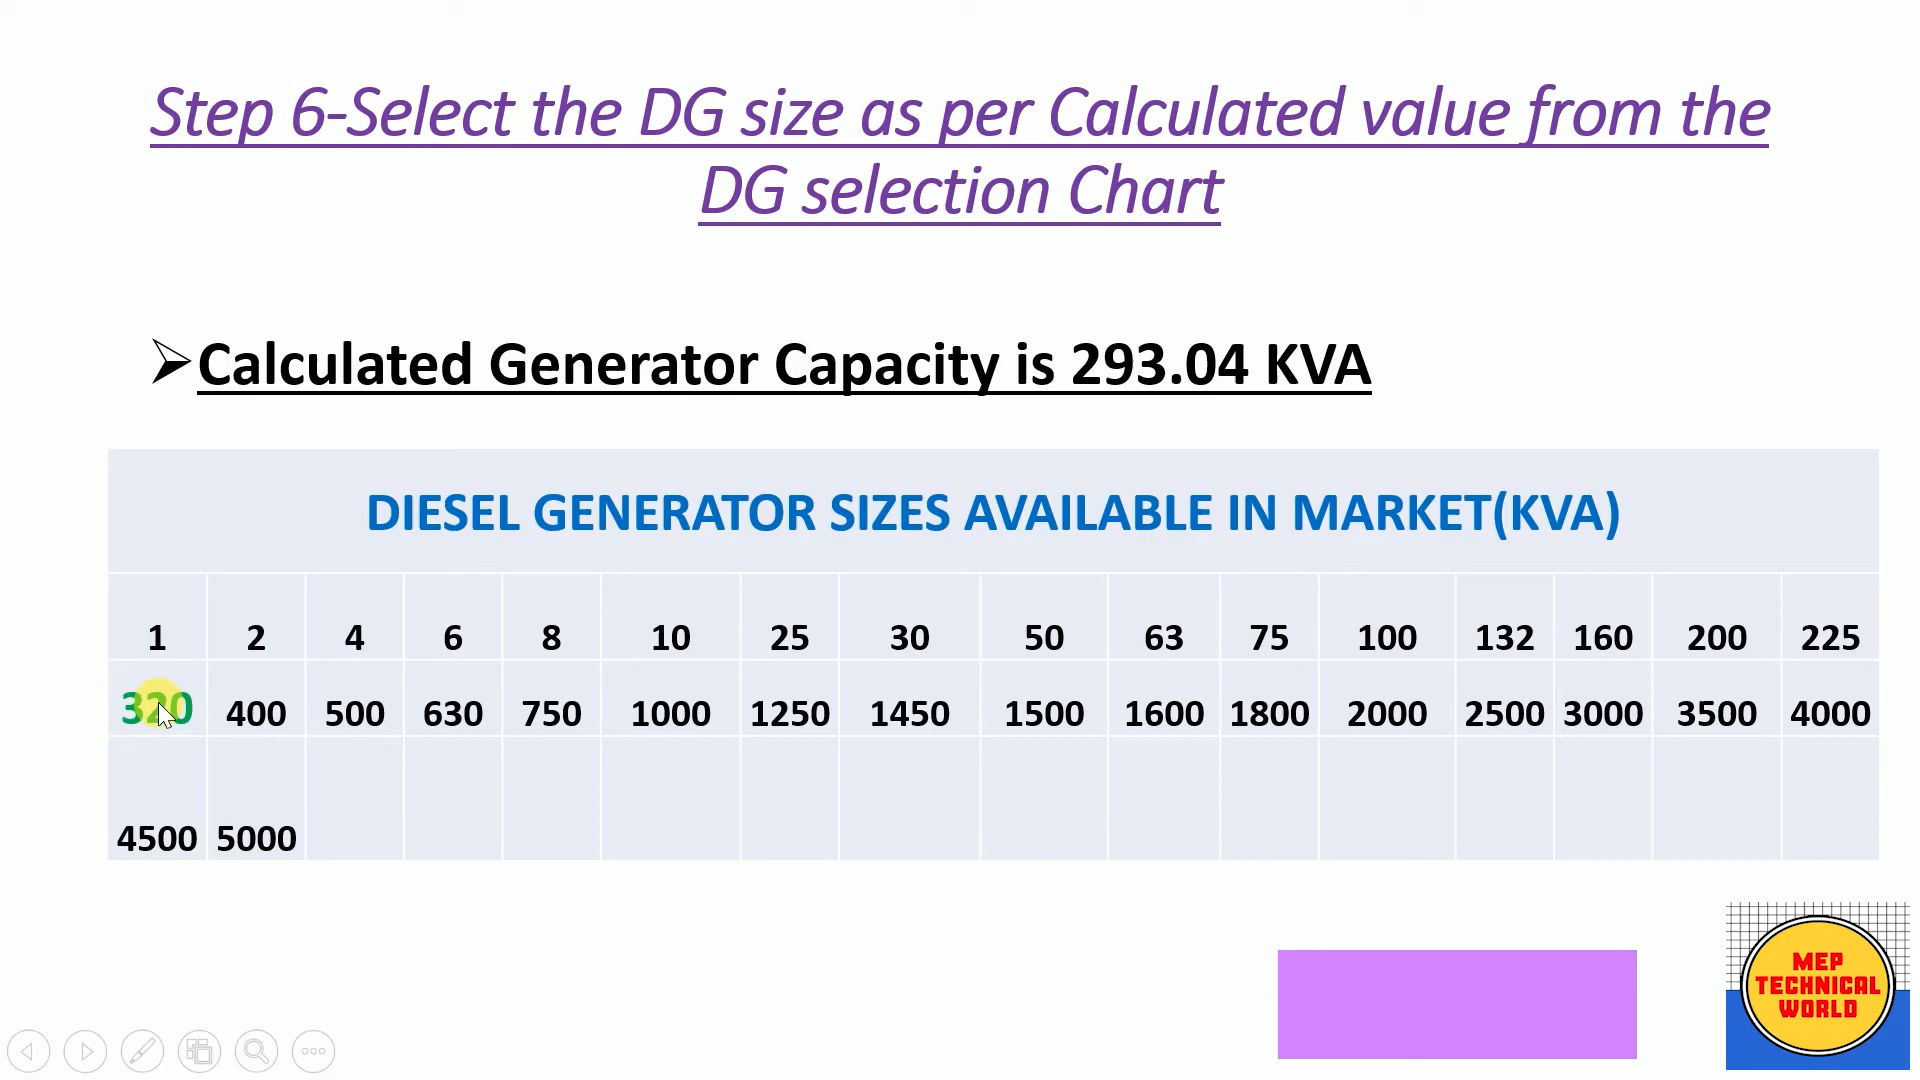 Step 6-Select the DG size as per Calculated value from the
DG selection Chart
Calculated Generator Capacity is 293.04 KVA
DIESEL GENERATOR SIZES AVAILABLE IN MARKET(KVA)
1 2 4 6 8 10 25 30 50 63 75 100 132 160 200 225
320 400 500 630 750 1000 1250 1450 1500 1600 1800 2000 2500 3000 3500 4000
4500 5000
MEP
TECHNICAL
WORLD